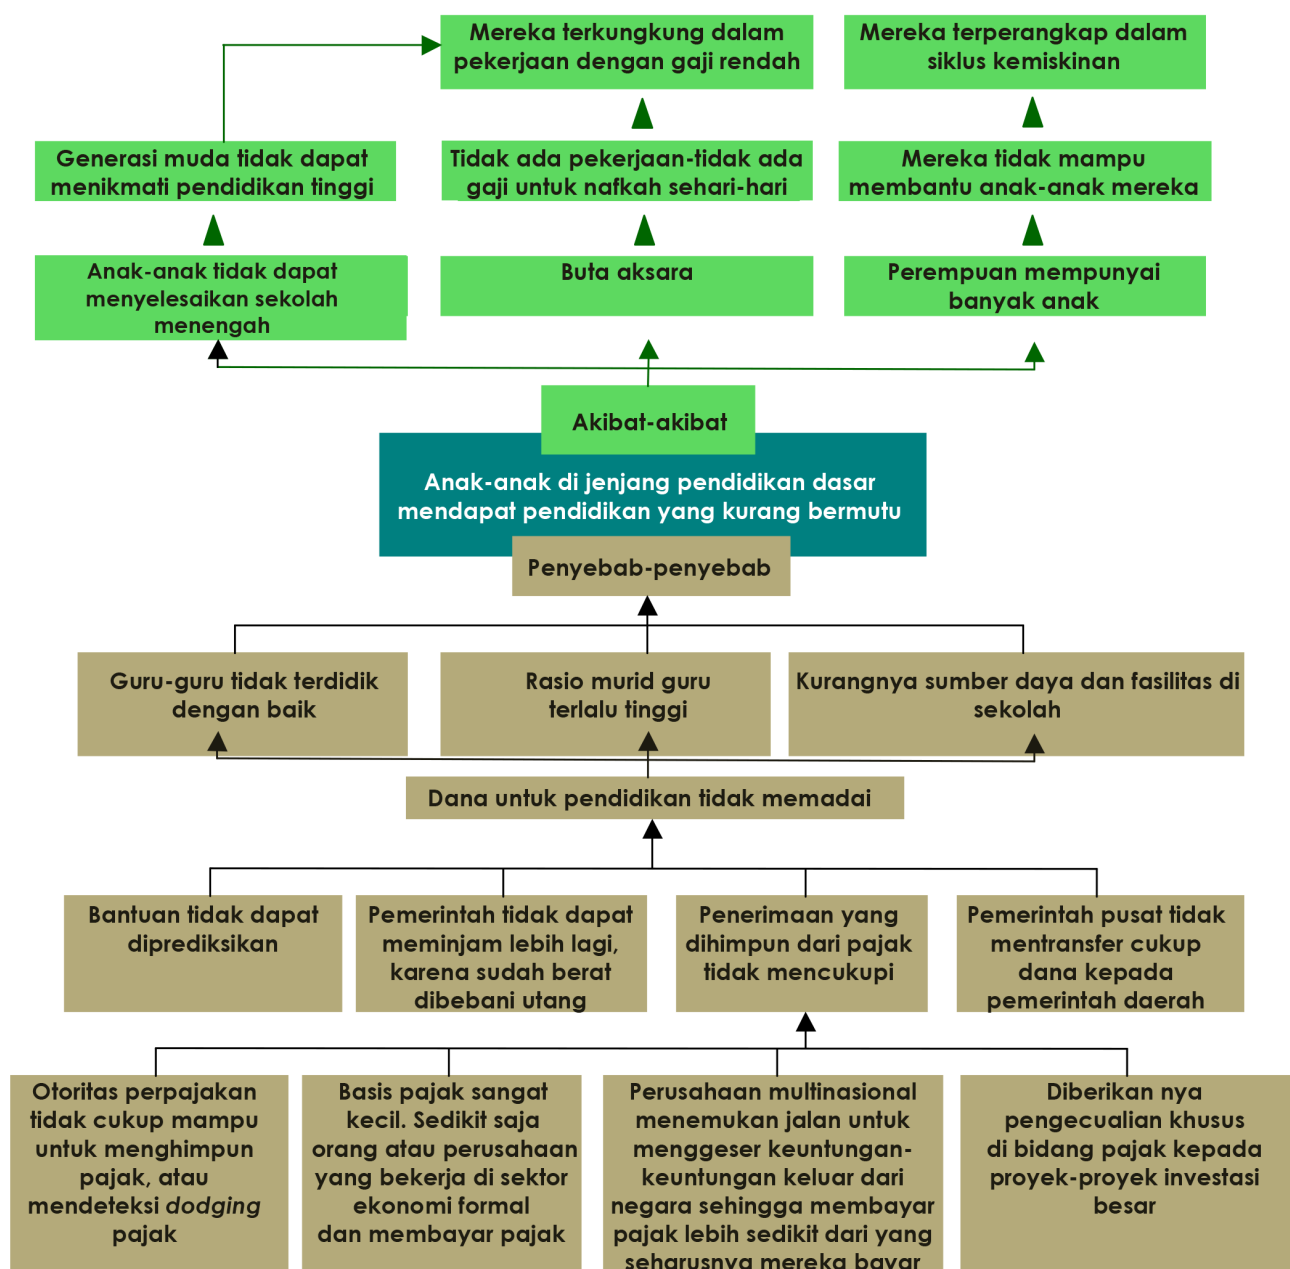 Mereka terkungkung dalam
pekerjaan dengan gaji rendah
Mereka terperangkap dalam
siklus kemiskinan
Generasi muda tidak dapat
menikmati pendidikan tinggi
Tidak ada pekerjaan-tidak ada
gaji untuk nafkah sehari-hari
Mereka tidak mampu
membantu anak-anak mereka
Anak-anak tidak dapat
menyelesaikan sekolah
menengah
Buta aksara
Perempuan mempunyai
banyak anak
Akibat-akibat
Anak-anak di jenjang pendidikan dasar
mendapat pendidikan yang kurang bermutu
Penyebab-penyebab
Guru-guru tidak terdidik
dengan baik
Rasio murid guru
terlalu tinggi
Kurangnya sumber daya dan fasilitas di
sekolah
Dana untuk pendidikan tidak memadai
Bantuan tidak dapat
diprediksikan
Pemerintah tidak dapat
meminjam lebih lagi,
karena sudah berat
dibebani utang
Penerimaan yang
dihimpun dari pajak
tidak mencukupi
Pemerintah pusat tidak
mentransfer cukup
dana kepada
pemerintah daerah
Otoritas perpajakan
tidak cukup mampu
untuk menghimpun
pajak, atau
mendeteksi dodging
pajak
Basis pajak sangat
kecil. Sedikit saja
orang atau perusahaan
yang bekerja di sektor
ekonomi formal
dan membayar pajak
Perusahaan multinasional
menemukan jalan untuk
menggeser keuntungan-
keuntungan keluar dari
negara sehingga membayar
pajak lebih sedikit dari yang
seharusnya mereka bayar
Diberikan nya
pengecualian khusus
di bidang pajak kepada
proyek-proyek investasi
besar